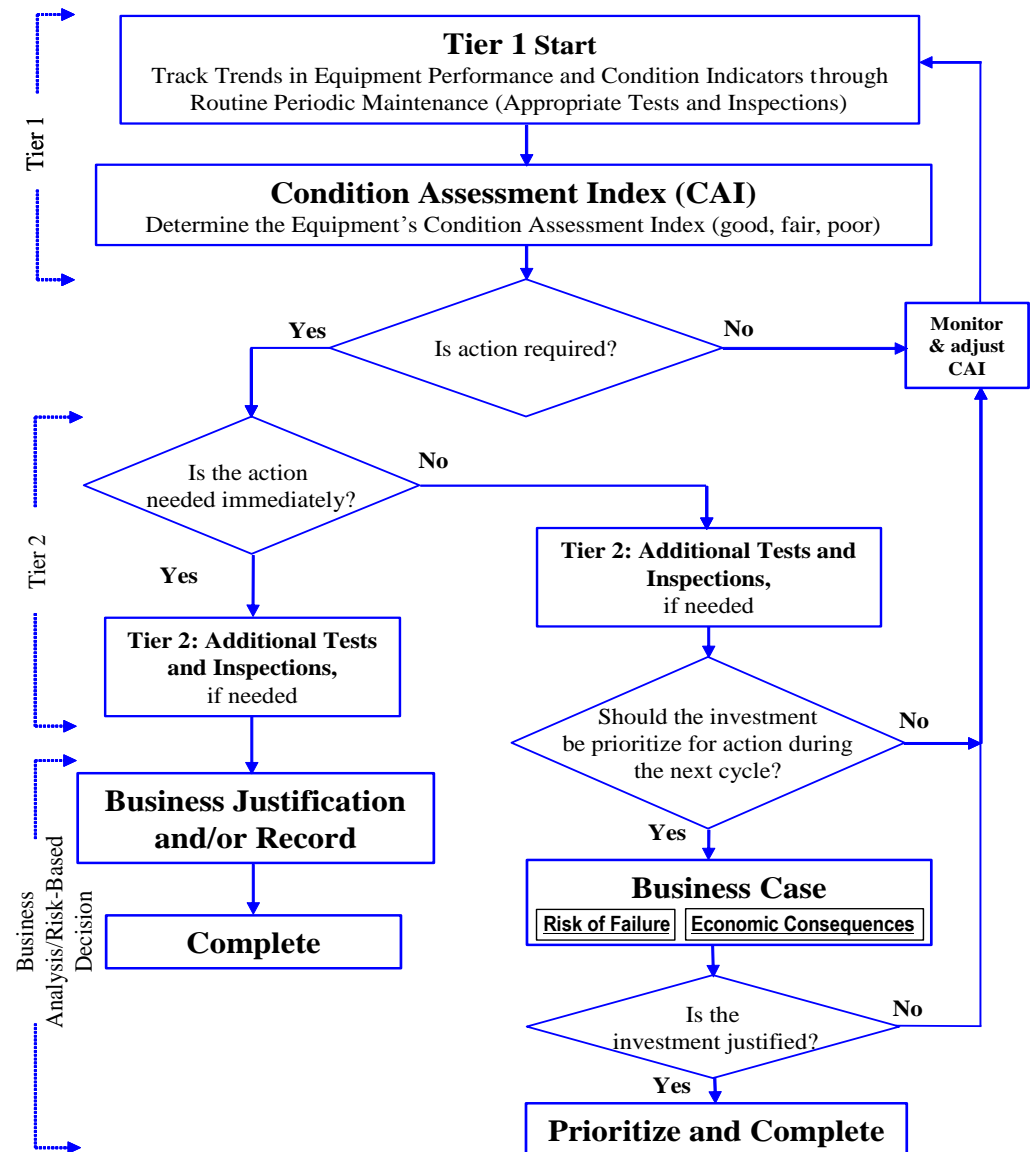 Tier 1 Start
Track Trends in Equipment Performance and Condition Indicators through
Routine Periodic Maintenance (Appropriate Tests and Inspections)
Tier 1
Condition Assessment Index (CAI)
Determine the Equipment's Condition Assessment Index (good, fair, poor)
Yes
Is action required?
No
Monitor
& adjust
CAI
Tier 2
Is the action
needed immediately?
No
Yes
Tier 2: Additional Tests
and Inspections,
if needed
Tier 2: Additional Tests and
Inspections,
if needed
Should the investment
be prioritize for action during
the next cycle?
No
Yes
Business
Analysis/Risk-Based
Decision
Business Justification
and/or Record
Complete
Business Case
Risk of Failure
Economic Consequences
Is the
investment justified?
No
Yes
Prioritize and Complete